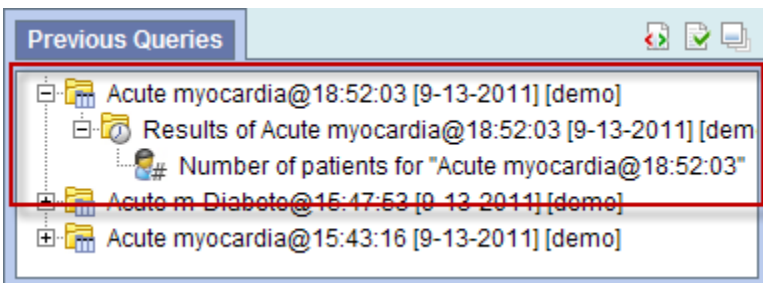 Previous Queries
Acute myocardia@18:52:03 [9-13-2011] [demo]
Results of Acute myocardia@18:52:03 [9-13-2011] [dem
# Number of patients for "Acute myocardia@18:52:03"
Acute m-Diabete@15:47:53 [9-13-2011] [demo]
Acute myocardia@15:43:16 [9-13-2011] [demo]